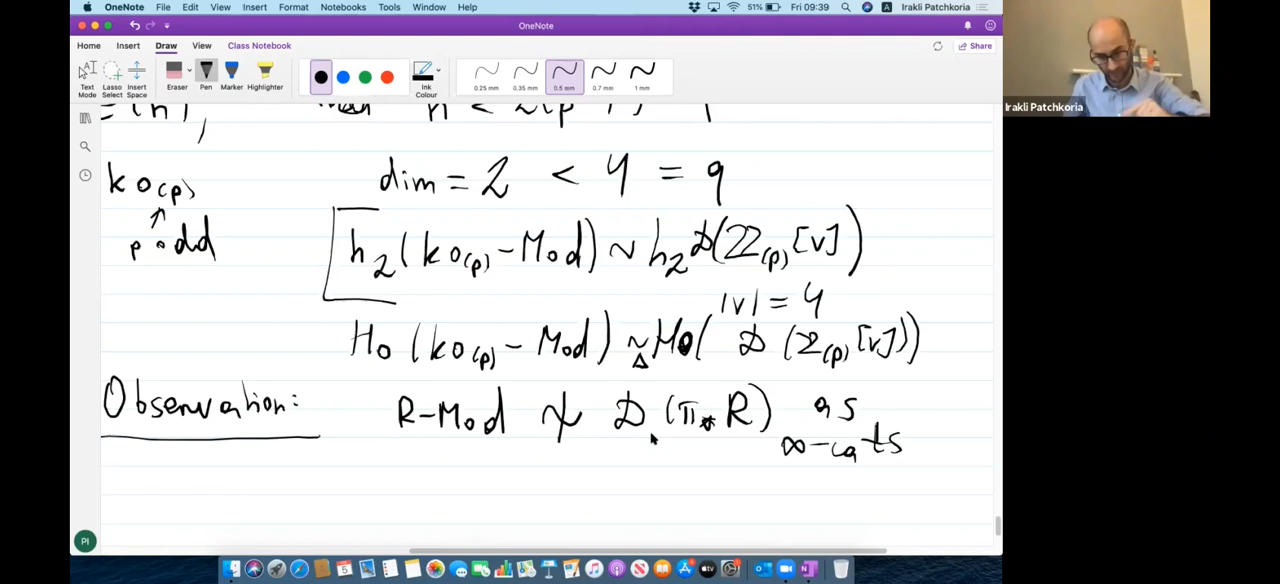 OneNote File Edit View Insert Format Notebooks Tools Window Help 51% Fri 09:39 Irakli Patchkoria
OneNote
Home Insert Draw View Class Notebook Share
Text Mode Lasso Select Insert Space Eraser Pen Marker Highlighter Ink Colour 0.25 mm 0.35 mm 0.5 mm 0.7 mm 1 mm
Irakli Patchkoria
ko(p) dim = 2 < 4 = q
↑
p odd
h₂(ko(p)-Mod) ~ h₂D(ℤ(p)[v])
|v| = 4
Ho(ko(p)-Mod) ~Δ Ho(D(ℤ(p)[v]))
Observation: R-Mod ≁ D(π*R) as
∞-cats
PI